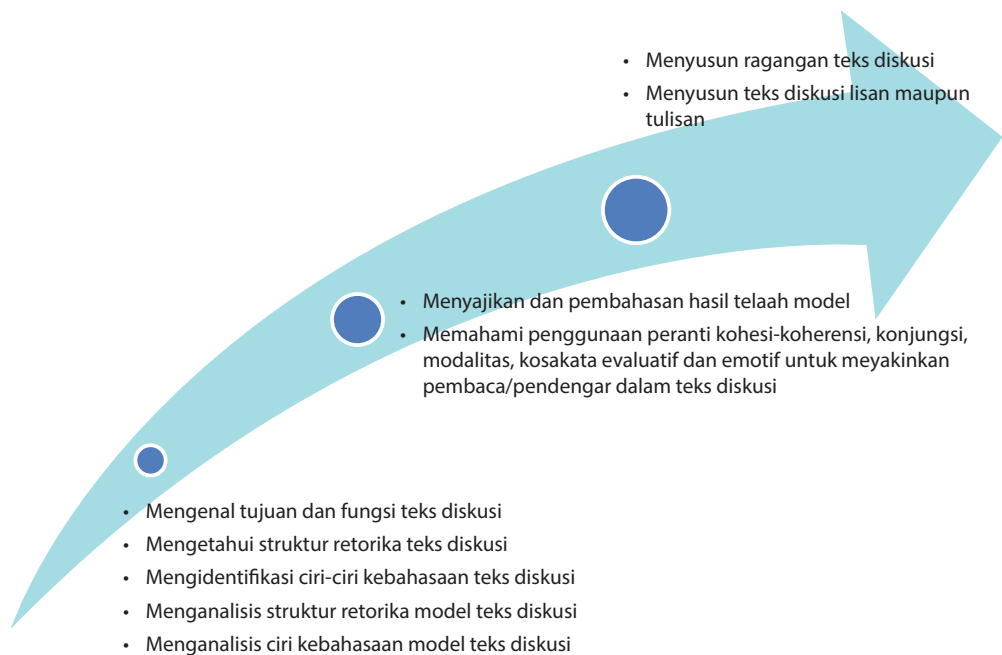 • Menyusun ragangan teks diskusi
• Menyusun teks diskusi lisan maupun
tulisan
• Menyajikan dan pembahasan hasil telaah model
• Memahami penggunaan peranti kohesi-koherensi, konjungsi,
modalitas, kosakata evaluatif dan emotif untuk meyakinkan
pembaca/pendengar dalam teks diskusi
• Mengenal tujuan dan fungsi teks diskusi
• Mengetahui struktur retorika teks diskusi
• Mengidentifikasi ciri-ciri kebahasaan teks diskusi
• Menganalisis struktur retorika model teks diskusi
• Menganalisis ciri kebahasaan model teks diskusi